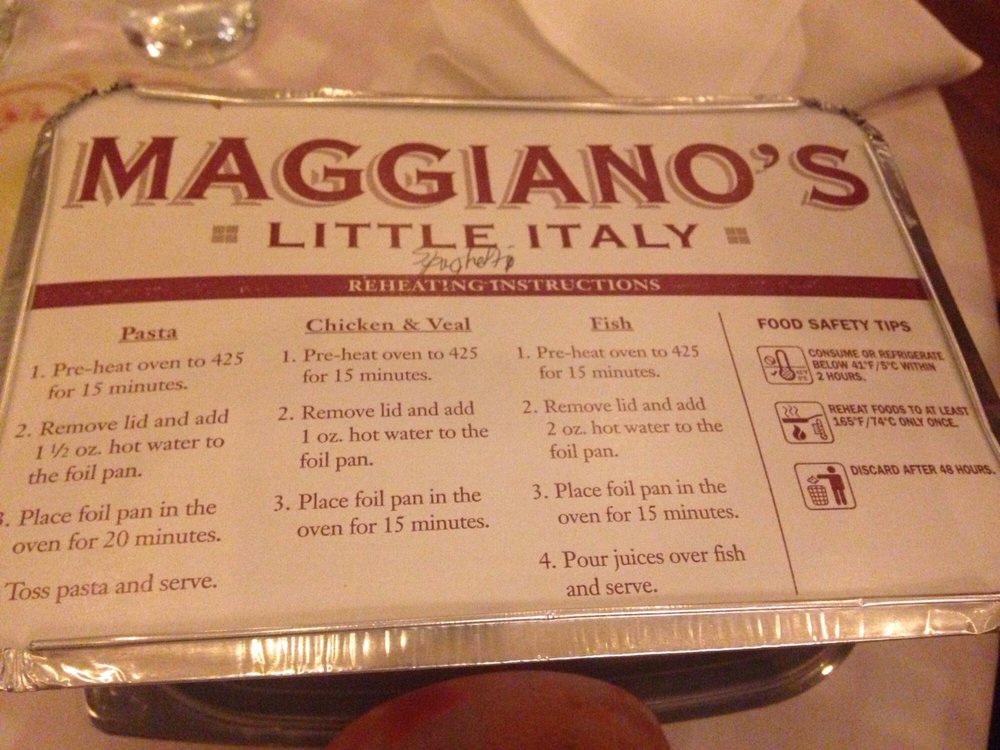 MAGGIANO'S
LITTLE ITALY
Spaghetti
REHEATING INSTRUCTIONS
Pasta
1. Pre-heat oven to 425
for 15 minutes.
2. Remove lid and add
1 ½ oz. hot water to
the foil pan.
3. Place foil pan in the
oven for 20 minutes.
Toss pasta and serve.
Chicken & Veal
1. Pre-heat oven to 425
for 15 minutes.
2. Remove lid and add
1 oz. hot water to the
foil pan.
3. Place foil pan in the
oven for 15 minutes.
Fish
1. Pre-heat oven to 425
for 15 minutes.
2. Remove lid and add
2 oz. hot water to the
foil pan.
3. Place foil pan in the
oven for 15 minutes.
4. Pour juices over fish
and serve.
FOOD SAFETY TIPS
CONSUME OR REFRIGERATE
BELOW 41°F/5°C WITHIN
2 HOURS.
REHEAT FOODS TO AT LEAST
165°F/74°C ONLY ONCE.
DISCARD AFTER 48 HOURS.